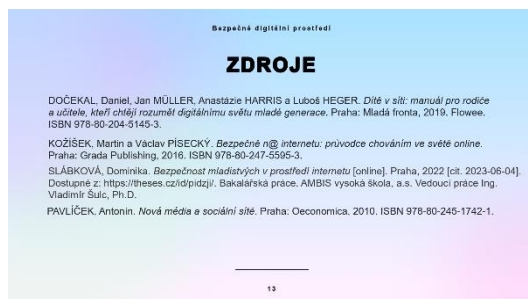 Bezpečné digitální prostředí
ZDROJE
DOČEKAL, Daniel, Jan MÜLLER, Anastázie HARRIS a Luboš HEGER. Dítě v síti: manuál pro rodiče
a učitele, kteří chtějí rozumět digitálnímu světu mladé generace. Praha: Mladá fronta, 2019. Flowee.
ISBN 978-80-204-5145-3.
KOŽÍŠEK, Martin a Václav PÍSECKÝ. Bezpečně n@ internetu: průvodce chováním ve světě online.
Praha: Grada Publishing, 2016. ISBN 978-80-247-5595-3.
SLÁBKOVÁ, Dominika. Bezpečnost mladistvých v prostředí internetu [online]. Praha, 2022 [cit. 2023-06-04].
Dostupné z: https://theses.cz/id/pidzji/. Bakalářská práce. AMBIS vysoká škola, a.s. Vedoucí práce Ing.
Vladimír Šulc, Ph.D.
PAVLÍČEK. Antonin. Nová média a sociální sítě. Praha: Oeconomica, 2010. ISBN 978-80-245-1742-1.
13